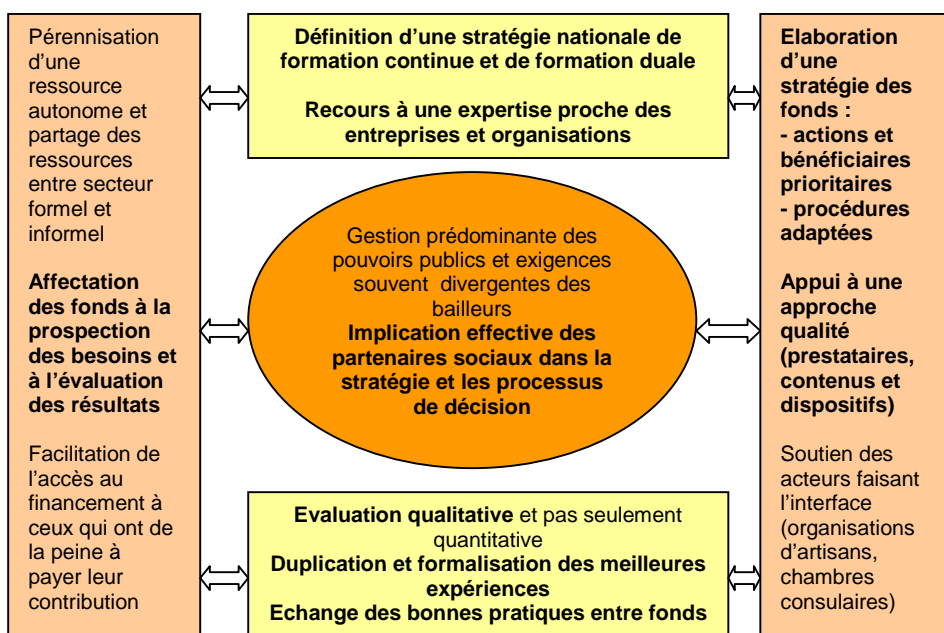 Pérennisation
d'une
ressource
autonome et
partage des
ressources
entre secteur
formel et
informel
Affectation
des fonds à la
prospection
des besoins et
à l'évaluation
des résultats
Facilitation de
l'accès au
financement à
ceux qui ont de
la peine à
payer leur
contribution
Définition d'une stratégie nationale de
formation continue et de formation duale
Recours à une expertise proche des
entreprises et organisations
Gestion prédominante des
pouvoirs publics et exigences
souvent divergentes des
bailleurs
Implication effective des
partenaires sociaux dans la
stratégie et les processus
de décision
Evaluation qualitative et pas seulement
quantitative
Duplication et formalisation des meilleures
expériences
Echange des bonnes pratiques entre fonds
Elaboration
d'une
stratégie des
fonds :
- actions et
bénéficiaires
prioritaires
- procédures
adaptées
Appui à une
approche
qualité
(prestataires,
contenus et
dispositifs)
Soutien des
acteurs faisant
l'interface
(organisations
d'artisans,
chambres
consulaires)